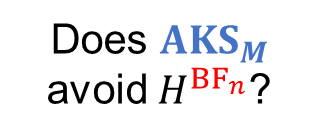 Does AKS_M
avoid H^{BF_n}?